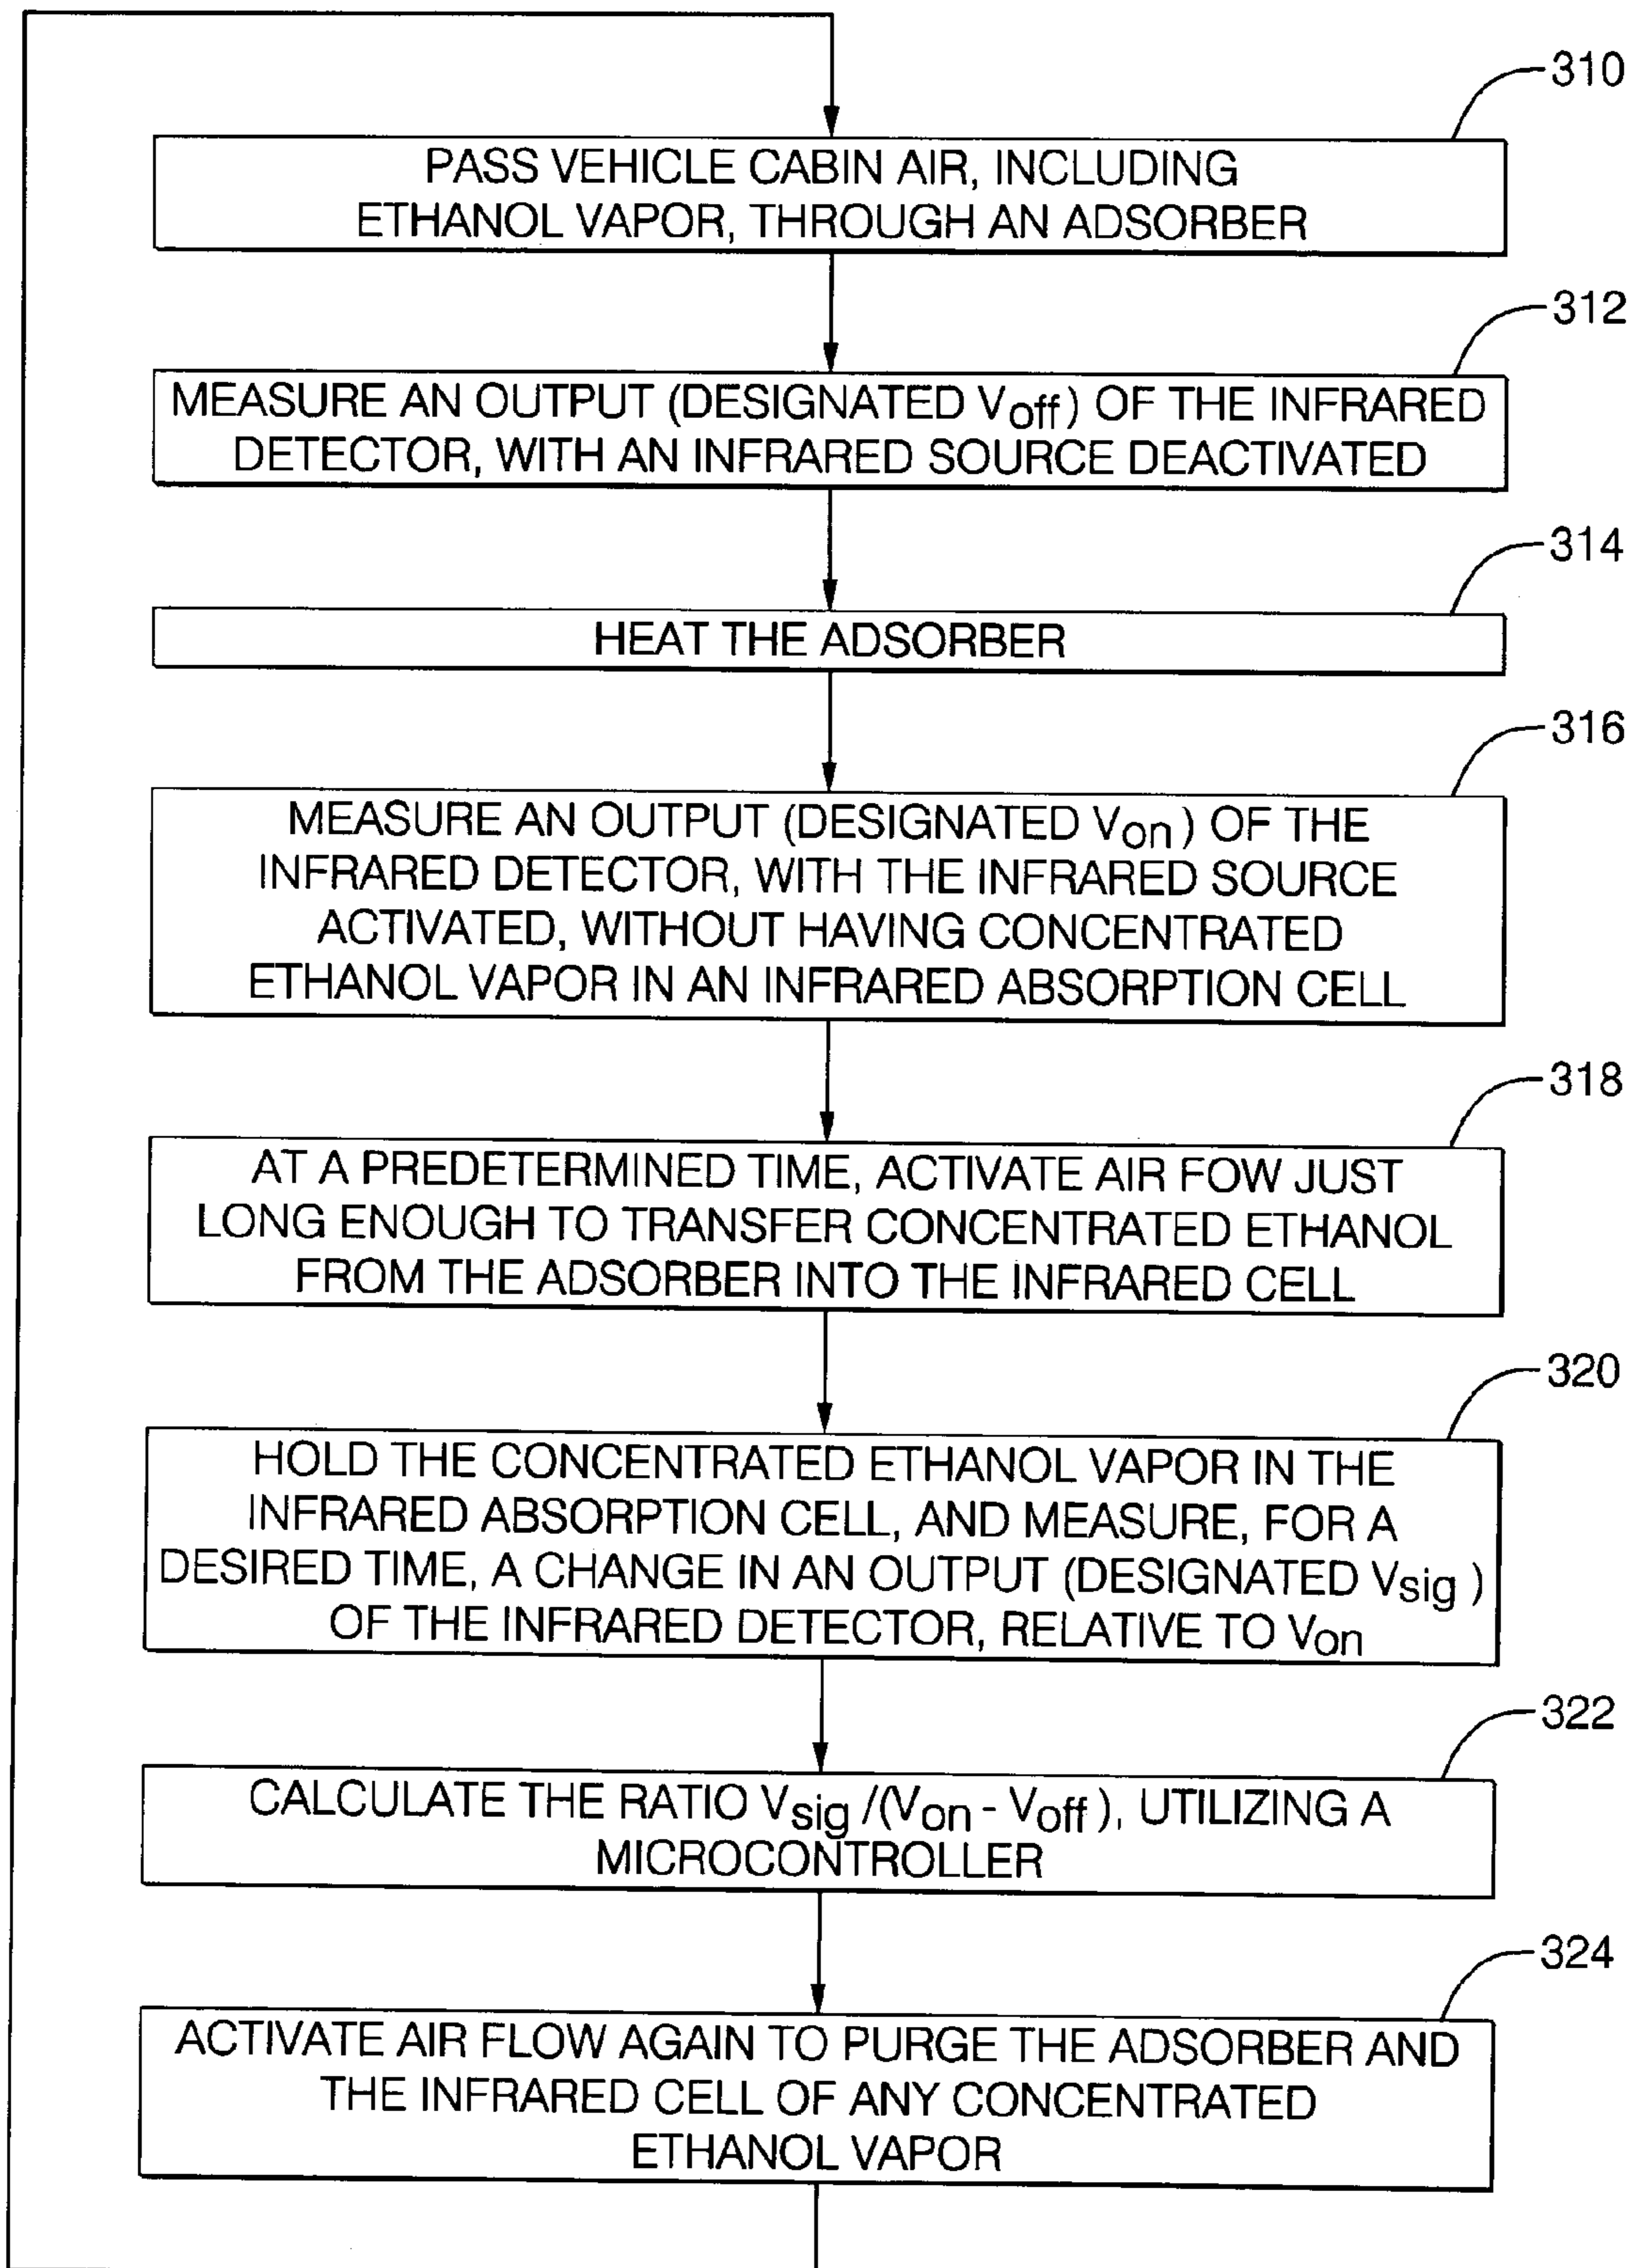 310
PASS VEHICLE CABIN AIR, INCLUDING
ETHANOL VAPOR, THROUGH AN ADSORBER
312
MEASURE AN OUTPUT (DESIGNATED Voff) OF THE INFRARED
DETECTOR, WITH AN INFRARED SOURCE DEACTIVATED
314
HEAT THE ADSORBER
316
MEASURE AN OUTPUT (DESIGNATED Von) OF THE
INFRARED DETECTOR, WITH THE INFRARED SOURCE
ACTIVATED, WITHOUT HAVING CONCENTRATED
ETHANOL VAPOR IN AN INFRARED ABSORPTION CELL
318
AT A PREDETERMINED TIME, ACTIVATE AIR FOW JUST
LONG ENOUGH TO TRANSFER CONCENTRATED ETHANOL
FROM THE ADSORBER INTO THE INFRARED CELL
320
HOLD THE CONCENTRATED ETHANOL VAPOR IN THE
INFRARED ABSORPTION CELL, AND MEASURE, FOR A
DESIRED TIME, A CHANGE IN AN OUTPUT (DESIGNATED Vsig )
OF THE INFRARED DETECTOR, RELATIVE TO Von
322
CALCULATE THE RATIO Vsig /(Von - Voff ), UTILIZING A
MICROCONTROLLER
324
ACTIVATE AIR FLOW AGAIN TO PURGE THE ADSORBER AND
THE INFRARED CELL OF ANY CONCENTRATED
ETHANOL VAPOR